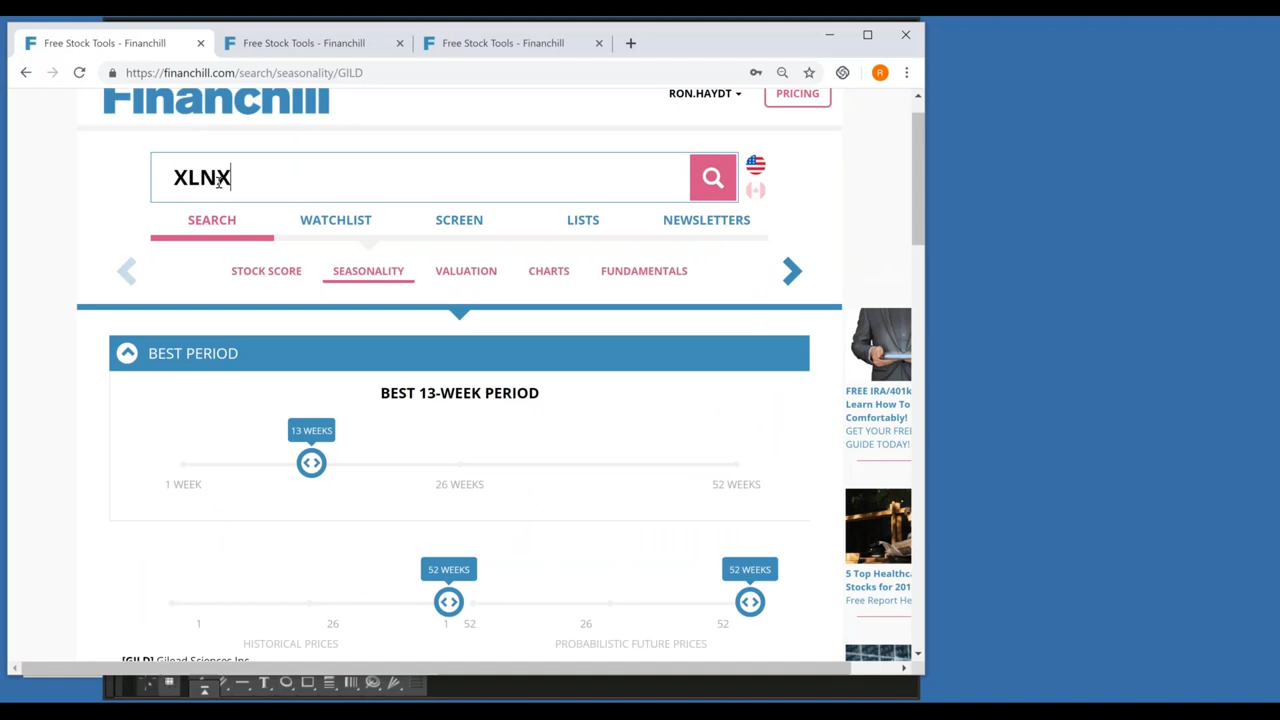 Free Stock Tools - Financhill
Free Stock Tools - Financhill
Free Stock Tools - Financhill
https://financhill.com/search/seasonality/GILD
R
Financhill
RON.HAYDT
PRICING
XLNX
SEARCH
WATCHLIST
SCREEN
LISTS
NEWSLETTERS
STOCK SCORE
SEASONALITY
VALUATION
CHARTS
FUNDAMENTALS
BEST PERIOD
BEST 13-WEEK PERIOD
13 WEEKS
1 WEEK
26 WEEKS
52 WEEKS
52 WEEKS
52 WEEKS
1
26
1
52
26
52
HISTORICAL PRICES
PROBABILISTIC FUTURE PRICES
[GILD] Gilead Sciences Inc
FREE IRA/401k
Learn How To
Comfortably!
GET YOUR FREE
GUIDE TODAY!
5 Top Healthca
Stocks for 201
Free Report He